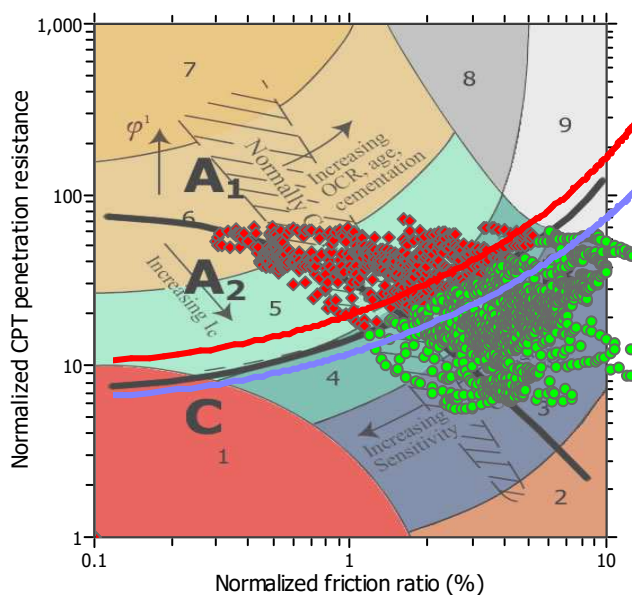 1,000
100
10
1
0.1
1
10
Normalized CPT penetration resistance
Normalized friction ratio (%)
7
8
9
φ¹
A₁
Normally C
Increasing
OCR, age,
cementation
6
A₂
Increasing Ic
5
4
C
1
Increasing
Sensitivity
3
2